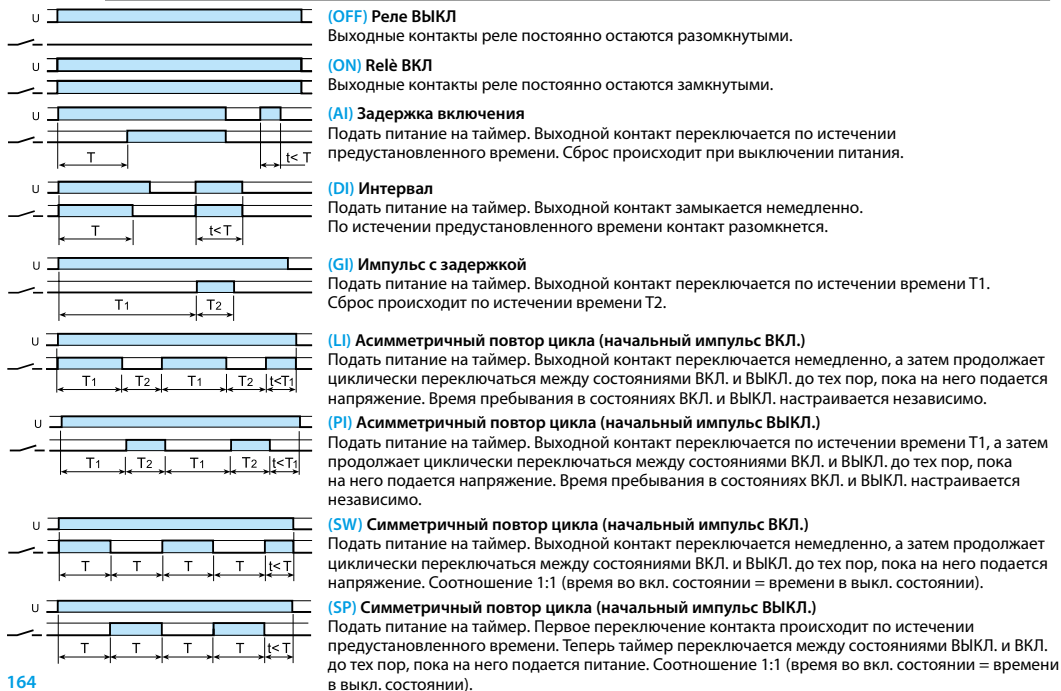 U
(OFF) Реле ВЫКЛ
Выходные контакты реле постоянно остаются разомкнутыми.
U
(ON) Relè ВКЛ
Выходные контакты реле постоянно остаются замкнутыми.
U
T
t< T
(AI) Задержка включения
Подать питание на таймер. Выходной контакт переключается по истечении
предустановленного времени. Сброс происходит при выключении питания.
U
T
t< T
(DI) Интервал
Подать питание на таймер. Выходной контакт замыкается немедленно.
По истечении предустановленного времени контакт разомкнется.
U
T1
T2
(GI) Импульс с задержкой
Подать питание на таймер. Выходной контакт переключается по истечении времени T1.
Сброс происходит по истечении времени T2.
U
T1 T2 T1 T2 t<T1
(LI) Асимметричный повтор цикла (начальный импульс ВКЛ.)
Подать питание на таймер. Выходной контакт переключается немедленно, а затем продолжает
циклически переключаться между состояниями ВКЛ. и ВЫКЛ. до тех пор, пока на него подается
напряжение. Время пребывания в состояниях ВКЛ. и ВЫКЛ. настраивается независимо.
U
T1 T2 T1 T2 t<T1
(PI) Асимметричный повтор цикла (начальный импульс ВЫКЛ.)
Подать питание на таймер. Выходной контакт переключается по истечении времени T1, а затем
продолжает циклически переключаться между состояниями ВКЛ. и ВЫКЛ. до тех пор, пока
на него подается напряжение. Время пребывания в состояниях ВКЛ. и ВЫКЛ. настраивается
независимо.
U
T T T T t< T
(SW) Симметричный повтор цикла (начальный импульс ВКЛ.)
Подать питание на таймер. Выходной контакт переключается немедленно, а затем продолжает
циклически переключаться между состояниями ВКЛ. и ВЫКЛ. до тех пор, пока на него подается
напряжение. Соотношение 1:1 (время во вкл. состоянии = времени в выкл. состоянии).
U
T T T T t< T
(SP) Симметричный повтор цикла (начальный импульс ВЫКЛ.)
Подать питание на таймер. Первое переключение контакта происходит по истечении
предустановленного времени. Теперь таймер переключается между состояниями ВЫКЛ. и ВКЛ.
до тех пор, пока на него подается питание. Соотношение 1:1 (время во вкл. состоянии = времени
в выкл. состоянии).
164